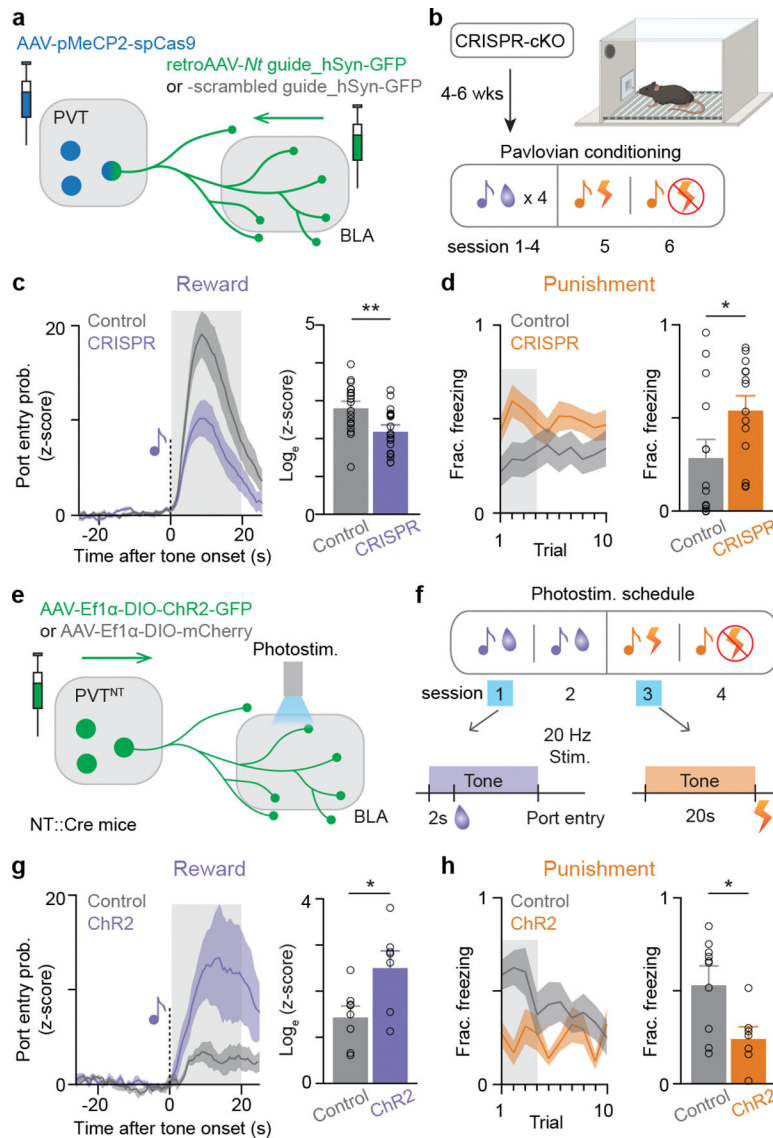 a
AAV-pMeCP2-spCas9
retroAAV-Nt guide_hSyn-GFP
or -scrambled guide_hSyn-GFP
PVT
BLA
b
CRISPR-cKO
4-6 wks
Pavlovian conditioning
x 4
session 1-4 5 6
c
Reward
Control
CRISPR
Port entry prob.
(z-score)
20
10
0
-20 0 20
Time after tone onset (s)
**
Loge (z-score)
5
0
Control
CRISPR
d
Punishment
Control
CRISPR
Frac. freezing
1
0
1 10
Trial
*
Frac. freezing
1
0
Control
CRISPR
e
AAV-Ef1α-DIO-ChR2-GFP
or AAV-Ef1α-DIO-mCherry
Photostim.
PVTNT
BLA
NT::Cre mice
f
Photostim. schedule
session 1 2 3 4
20 Hz
Stim.
Tone
2s
Port entry
Tone
20s
g
Reward
Control
ChR2
Port entry prob.
(z-score)
20
10
0
-20 0 20
Time after tone onset (s)
*
Loge (z-score)
4
2
0
Control
ChR2
h
Punishment
Control
ChR2
Frac. freezing
1
0
1 10
Trial
*
Frac. freezing
1
0
Control
ChR2